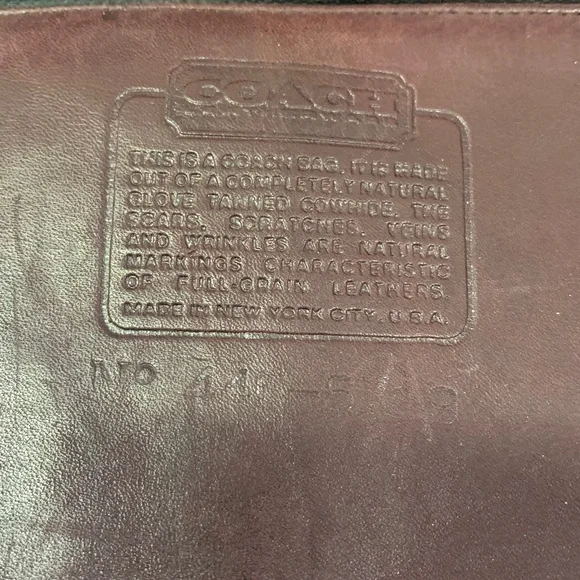 COACH
THIS IS A COACH BAG. IT IS MADE
OUT OF A COMPLETELY NATURAL
GLOVE TANNED COWHIDE. THE
SCARS, SCRATCHES, VEINS
AND WRINKLES ARE NATURAL
MARKINGS CHARACTERISTIC
OF FULL-GRAIN LEATHERS.
MADE IN NEW YORK CITY, U.S.A.
NO